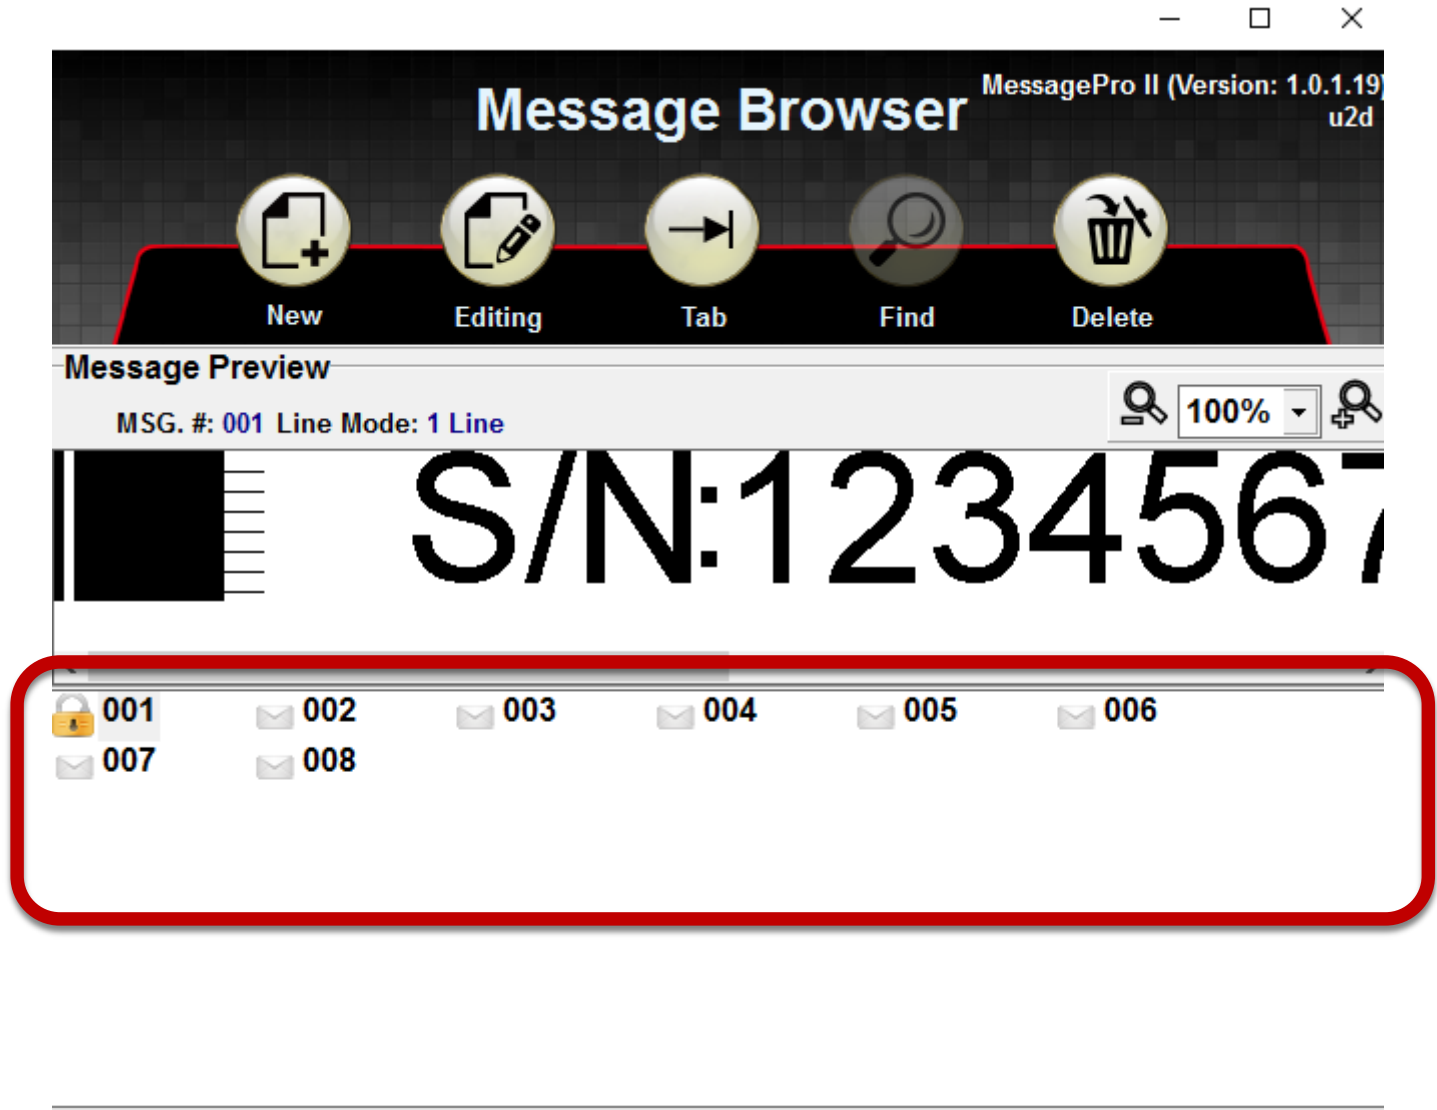 Message Browser
MessagePro II (Version: 1.0.1.19)
u2d
New Editing Tab Find Delete
Message Preview
MSG. #: 001 Line Mode: 1 Line
100%
S/N:1234567
001 002 003 004 005 006
007 008